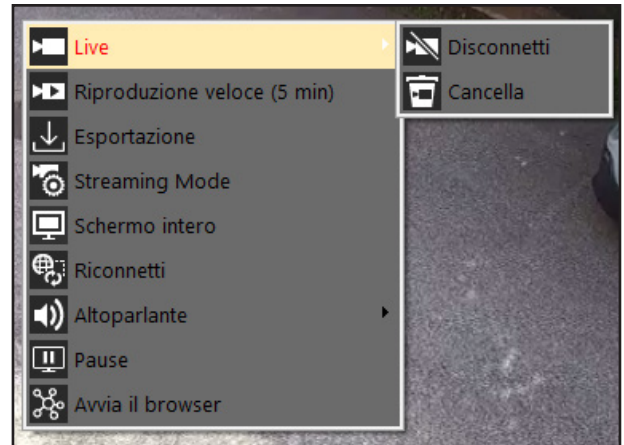 Live
Disconnetti
Riproduzione veloce (5 min)
Cancella
Esportazione
Streaming Mode
Schermo intero
Riconnetti
Altoparlante
Pause
Avvia il browser